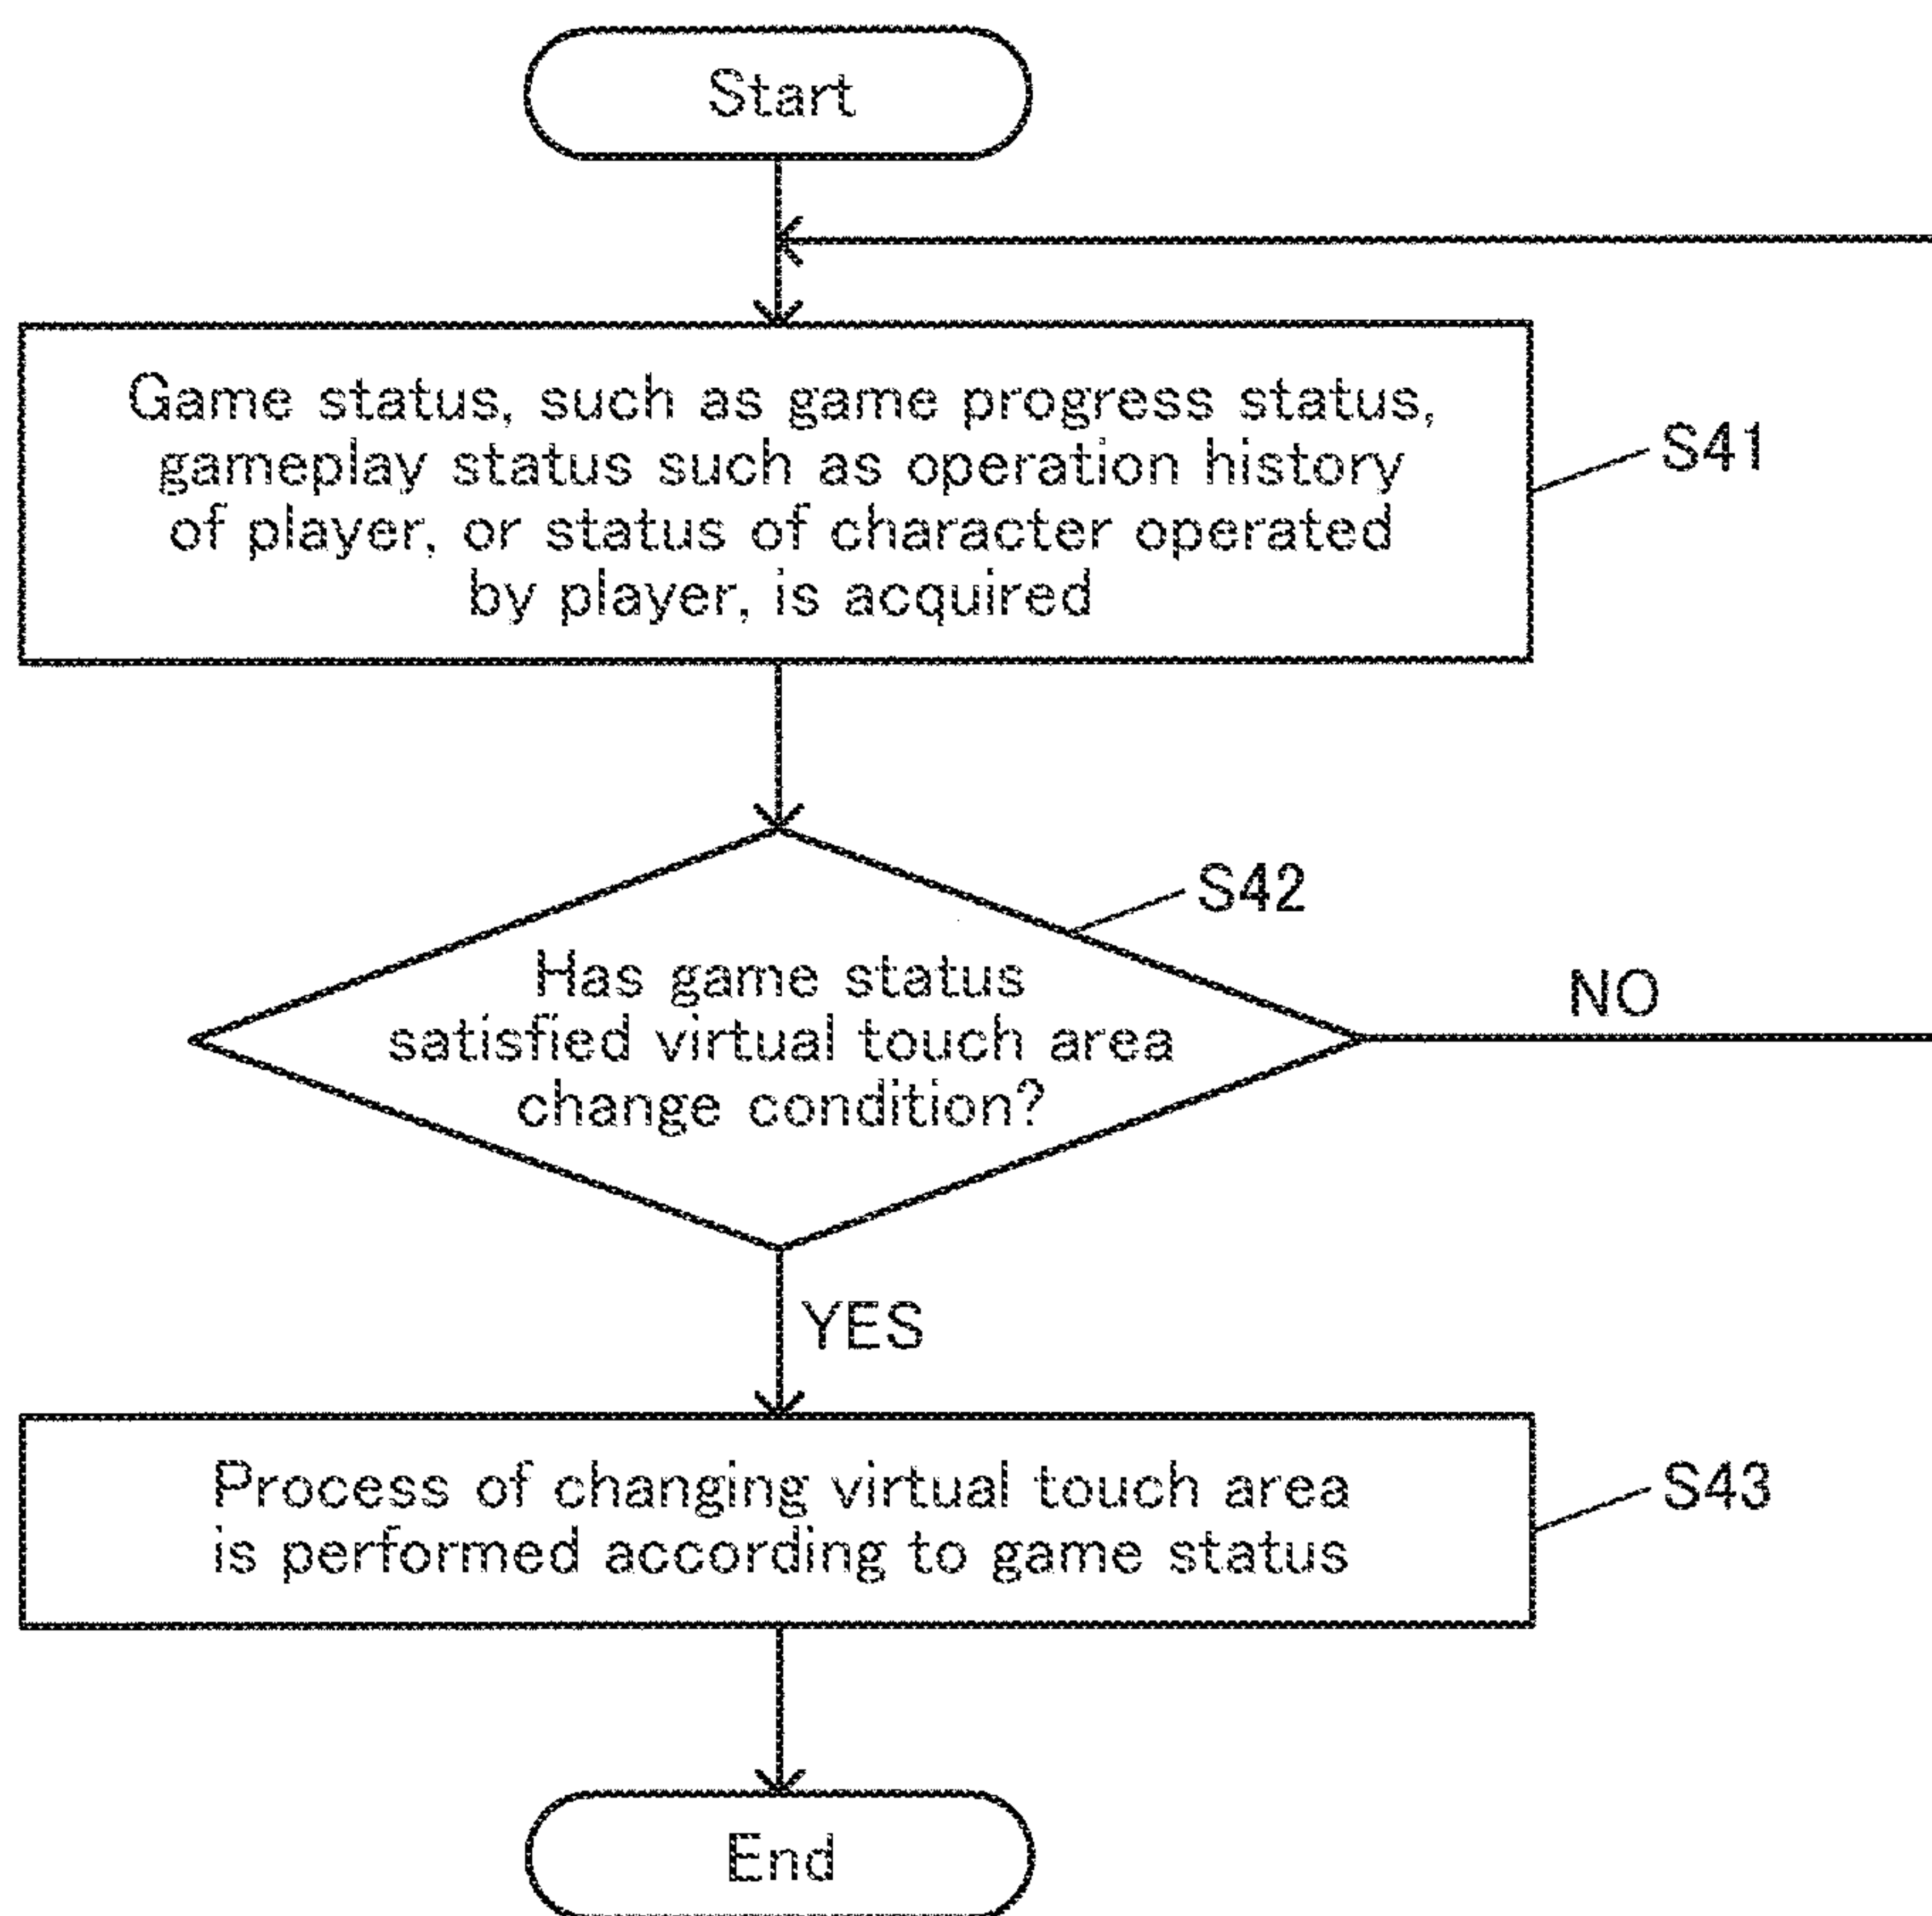 Start
Game status, such as game progress status,
gameplay status such as operation history
of player, or status of character operated
by player, is acquired
S41
S42
Has game status
satisfied virtual touch area
change condition?
NO
YES
Process of changing virtual touch area
is performed according to game status
S43
End